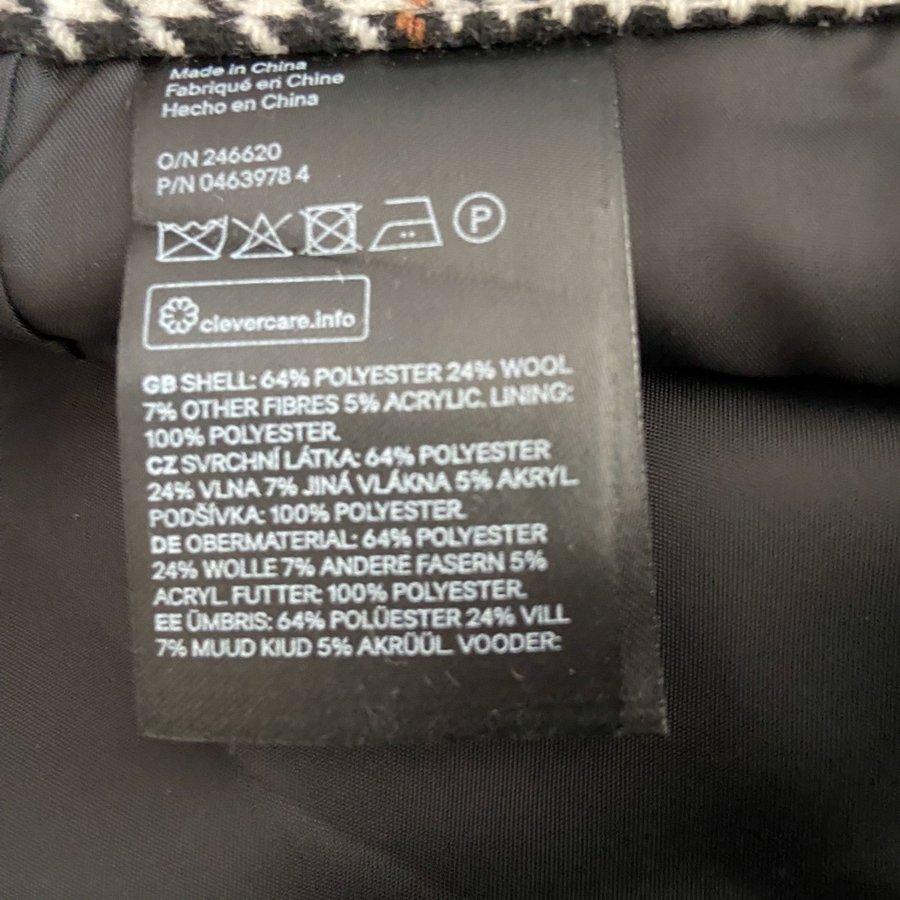 Made in China
Fabriqué en Chine
Hecho en China
O/N 246620
P/N 0463978 4
P
clevercare.info
GB SHELL: 64% POLYESTER 24% WOOL
7% OTHER FIBRES 5% ACRYLIC. LINING:
100% POLYESTER.
CZ SVRCHNÍ LÁTKA: 64% POLYESTER
24% VLNA 7% JINÁ VLÁKNA 5% AKRYL.
PODŠÍVKA: 100% POLYESTER.
DE OBERMATERIAL: 64% POLYESTER
24% WOLLE 7% ANDERE FASERN 5%
ACRYL. FUTTER: 100% POLYESTER.
EE ÜMBRIS: 64% POLÜESTER 24% VILL
7% MUUD KIUD 5% AKRÜÜL. VOODER: